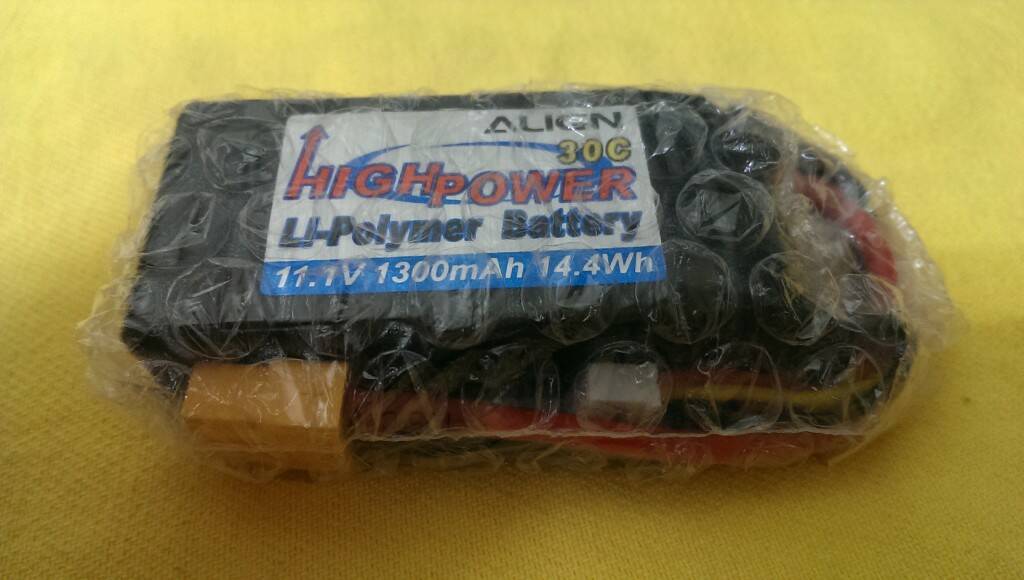 ALIGN
30C
HIGHPOWER
Li-Polymer Battery
11.1V 1300mAh 14.4Wh